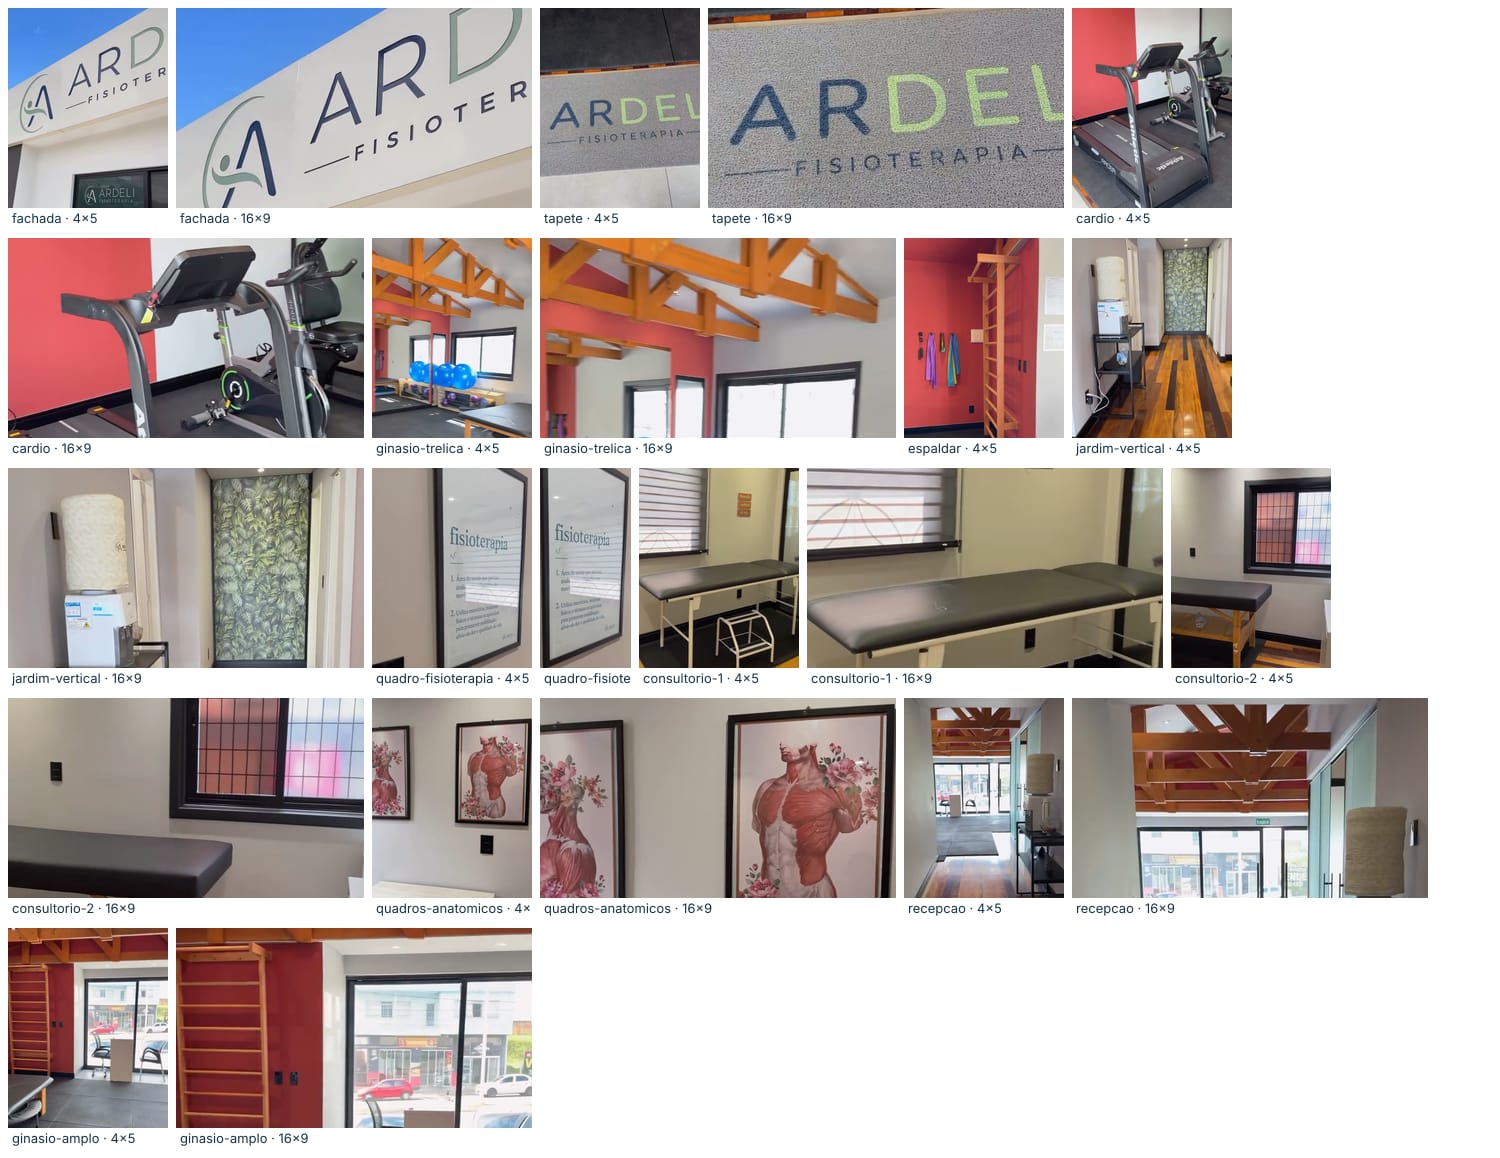 ARD
FISIOTER
ARDELI
FISIOTERAPIA
ARD
FISIOTER
ARDEL
FISIOTERAPIA
ARDEL
FISIOTERAPIA
fachada · 4×5
fachada · 16×9
tapete · 4×5
tapete · 16×9
cardio · 4×5
cardio · 16×9
ginasio-trelica · 4×5
ginasio-trelica · 16×9
espaldar · 4×5
jardim-vertical · 4×5
fisioterapia
fisioterapia
jardim-vertical · 16×9
quadro-fisioterapia · 4×5
quadro-fisiote
consultorio-1 · 4×5
consultorio-1 · 16×9
consultorio-2 · 4×5
consultorio-2 · 16×9
quadros-anatomicos · 4×
quadros-anatomicos · 16×9
recepcao · 4×5
recepcao · 16×9
ginasio-amplo · 4×5
ginasio-amplo · 16×9